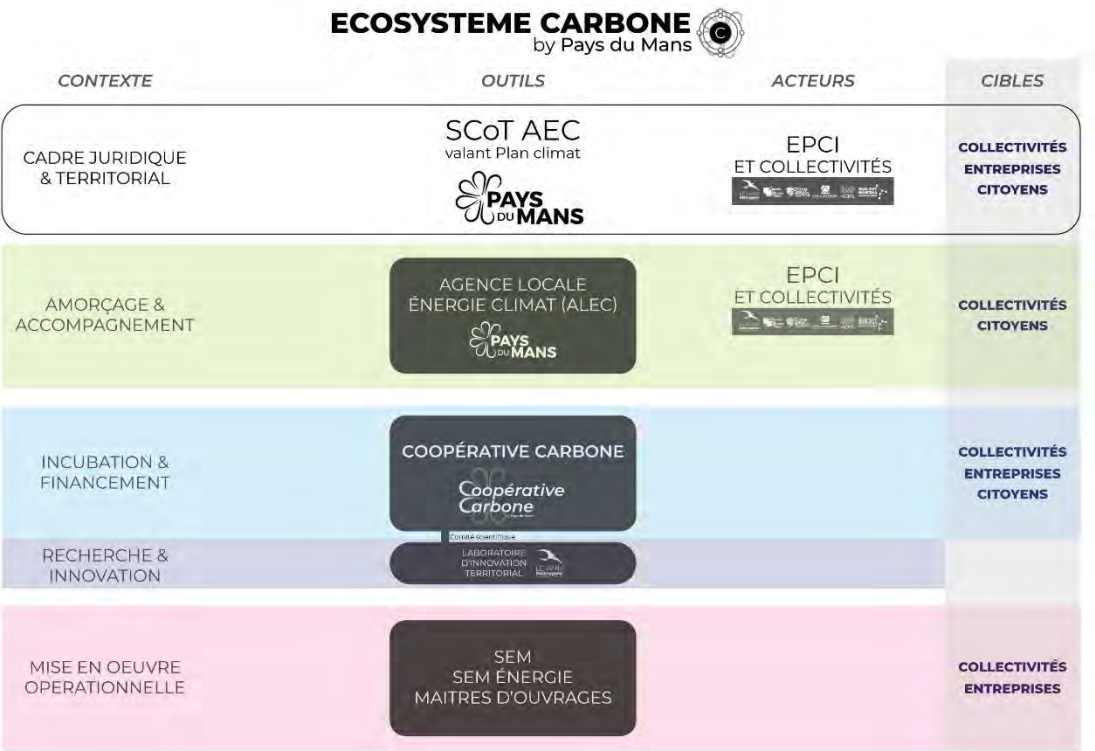 ECOSYSTEME CARBONE
by Pays du Mans
C
CONTEXTE
OUTILS
ACTEURS
CIBLES
CADRE JURIDIQUE
& TERRITORIAL
SCoT AEC
valant Plan climat
PAYS
DU MANS
EPCI
ET COLLECTIVITÉS
COLLECTIVITÉS
ENTREPRISES
CITOYENS
AMORÇAGE &
ACCOMPAGNEMENT
AGENCE LOCALE
ÉNERGIE CLIMAT (ALEC)
PAYS
DU MANS
EPCI
ET COLLECTIVITÉS
COLLECTIVITÉS
CITOYENS
INCUBATION &
FINANCEMENT
COOPÉRATIVE CARBONE
Coopérative
Carbone
COLLECTIVITÉS
ENTREPRISES
CITOYENS
Comité scientifique
RECHERCHE &
INNOVATION
LABORATOIRE
D'INNOVATION
TERRITORIAL
MISE EN OEUVRE
OPERATIONNELLE
SEM
SEM ÉNERGIE
MAITRES D'OUVRAGES
COLLECTIVITÉS
ENTREPRISES